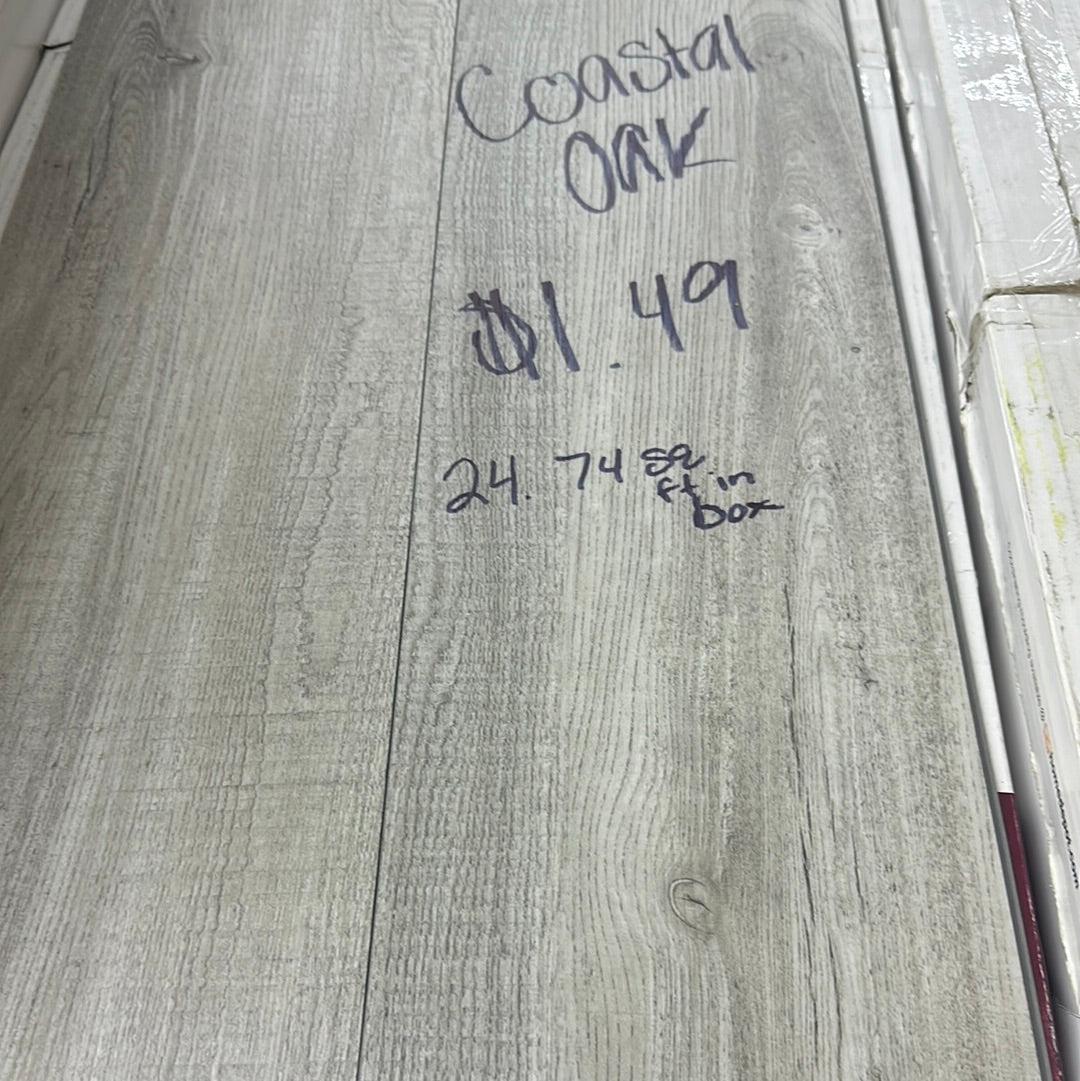 Coastal
Oak
$1.49
24.74 sq
ft in
box